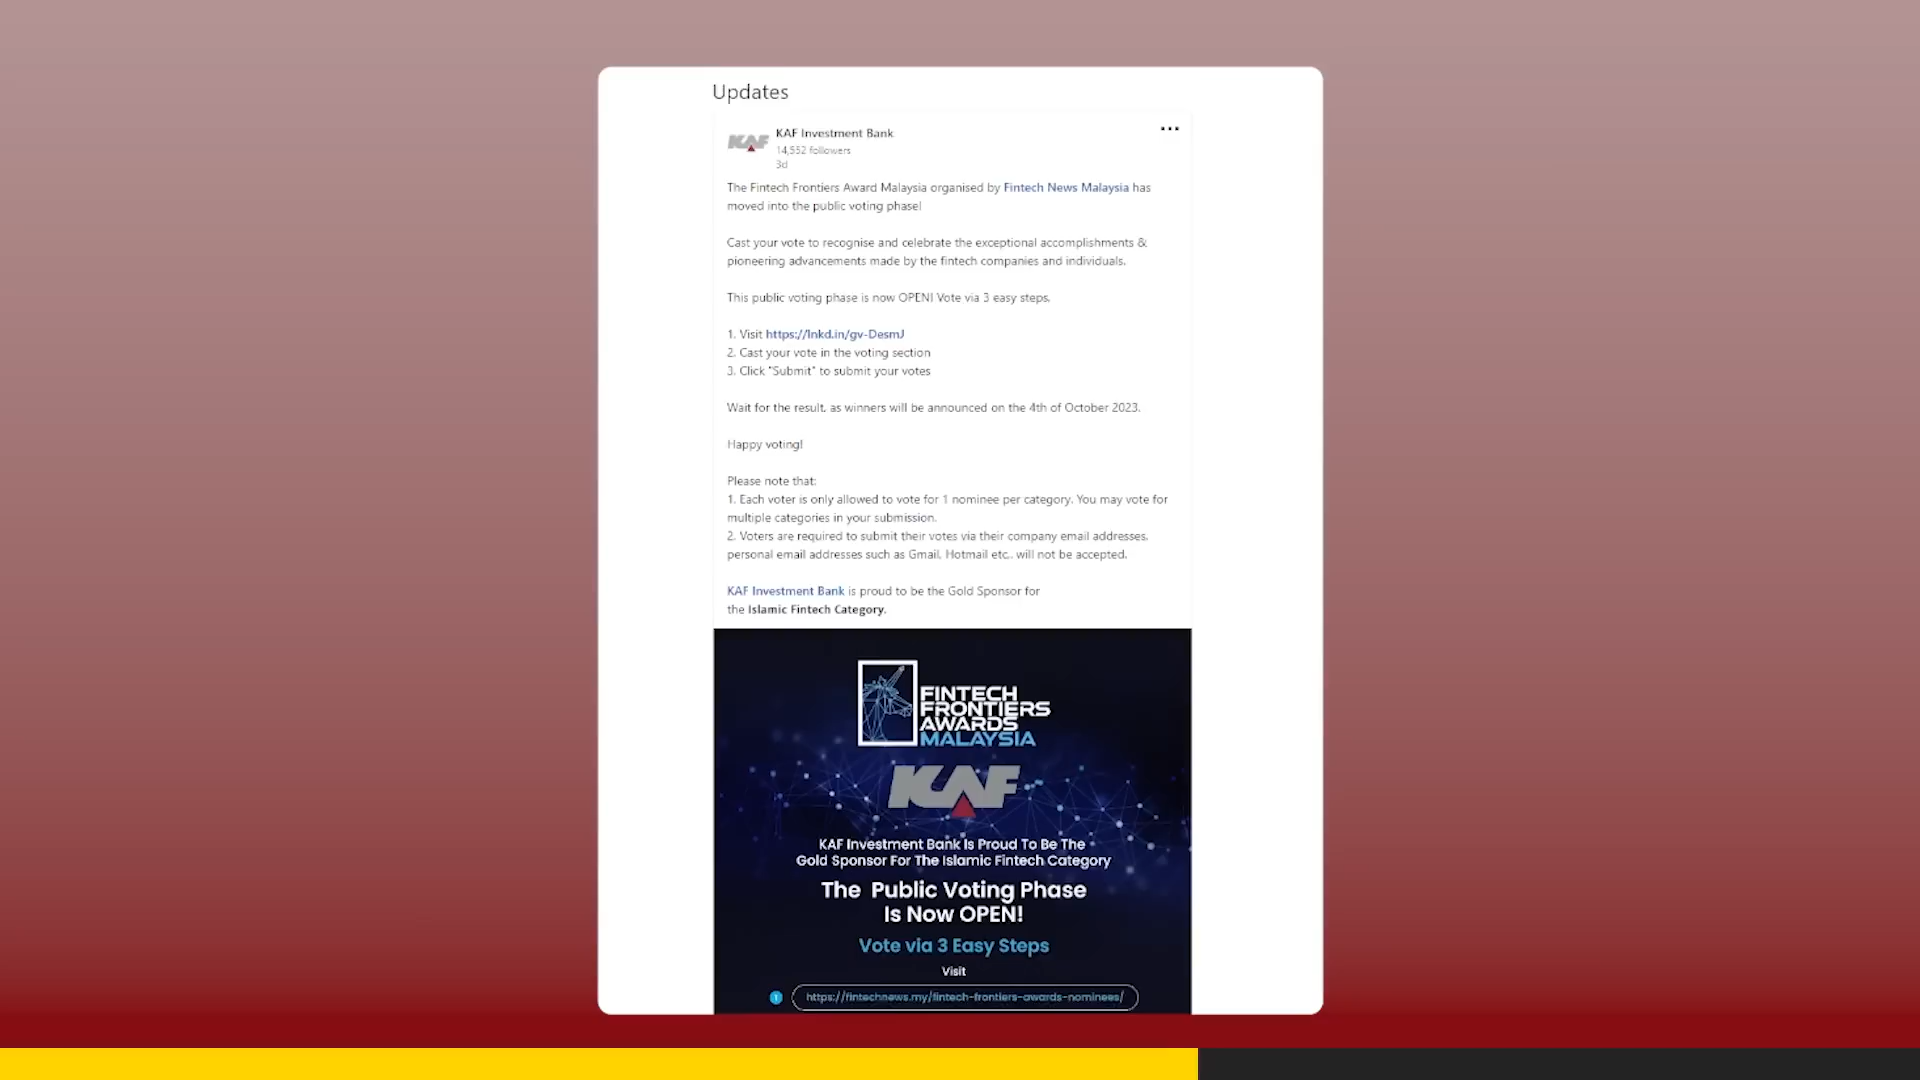 Updates
KAF
KAF Investment Bank
14,552 followers
3d
The Fintech Frontiers Award Malaysia organised by Fintech News Malaysia has
moved into the public voting phase!
Cast your vote to recognise and celebrate the exceptional accomplishments &
pioneering advancements made by the fintech companies and individuals.
This public voting phase is now OPEN! Vote via 3 easy steps.
1. Visit https://lnkd.in/gv-DesmJ
2. Cast your vote in the voting section
3. Click "Submit" to submit your votes
Wait for the result, as winners will be announced on the 4th of October 2023.
Happy voting!
Please note that:
1. Each voter is only allowed to vote for 1 nominee per category. You may vote for
multiple categories in your submission.
2. Voters are required to submit their votes via their company email addresses,
personal email addresses such as Gmail, Hotmail etc., will not be accepted.
KAF Investment Bank is proud to be the Gold Sponsor for
the Islamic Fintech Category.
FINTECH
FRONTIERS
AWARDS
MALAYSIA
KAF
KAF Investment Bank Is Proud To Be The
Gold Sponsor For The Islamic Fintech Category
The Public Voting Phase
Is Now OPEN!
Vote via 3 Easy Steps
Visit
1 https://fintechnews.my/fintech-frontiers-awards-nominees/